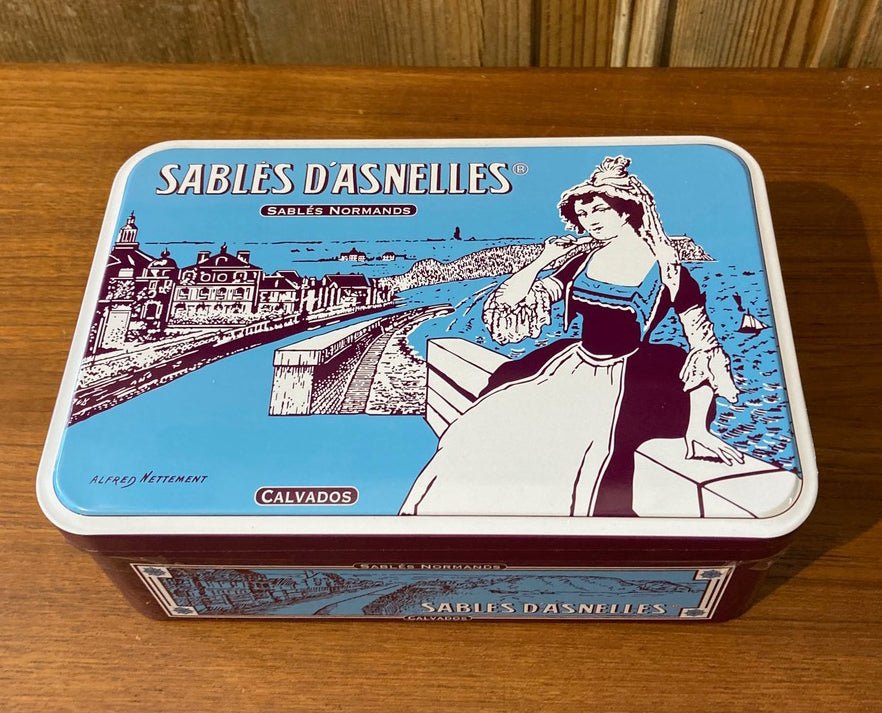 SABLÉS D'ASNELLES®
SABLÉS NORMANDS
ALFRED NETTEMENT
CALVADOS
SABLÉS NORMANDS
SABLÉS D'ASNELLES
CALVADOS